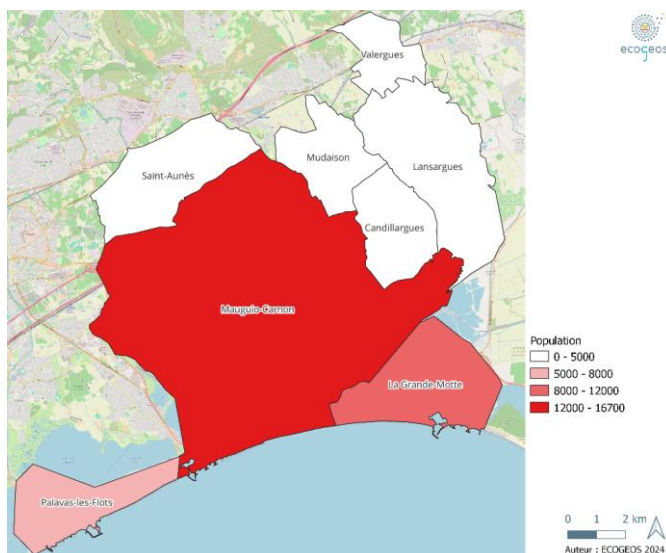 Valergues
ecogeos
Saint-Aunès
Mudaison
Lansargues
Candillargues
Mauguio-Carnon
Population
0 - 5000
5000 - 8000
8000 - 12000
12000 - 16700
La Grande-Motte
Palavas-les-Flots
0 1 2 km
Auteur : ECOGEOS 2024